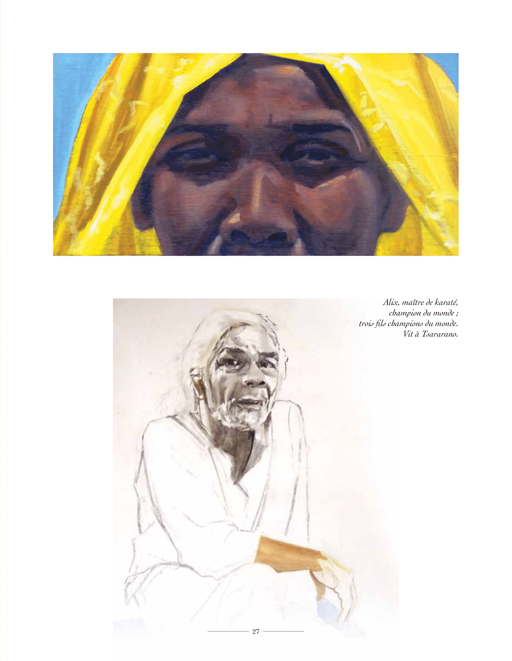 Alix, maître de karaté,
champion du monde ;
trois fils champions du monde.
Vit à Tsararano.
27